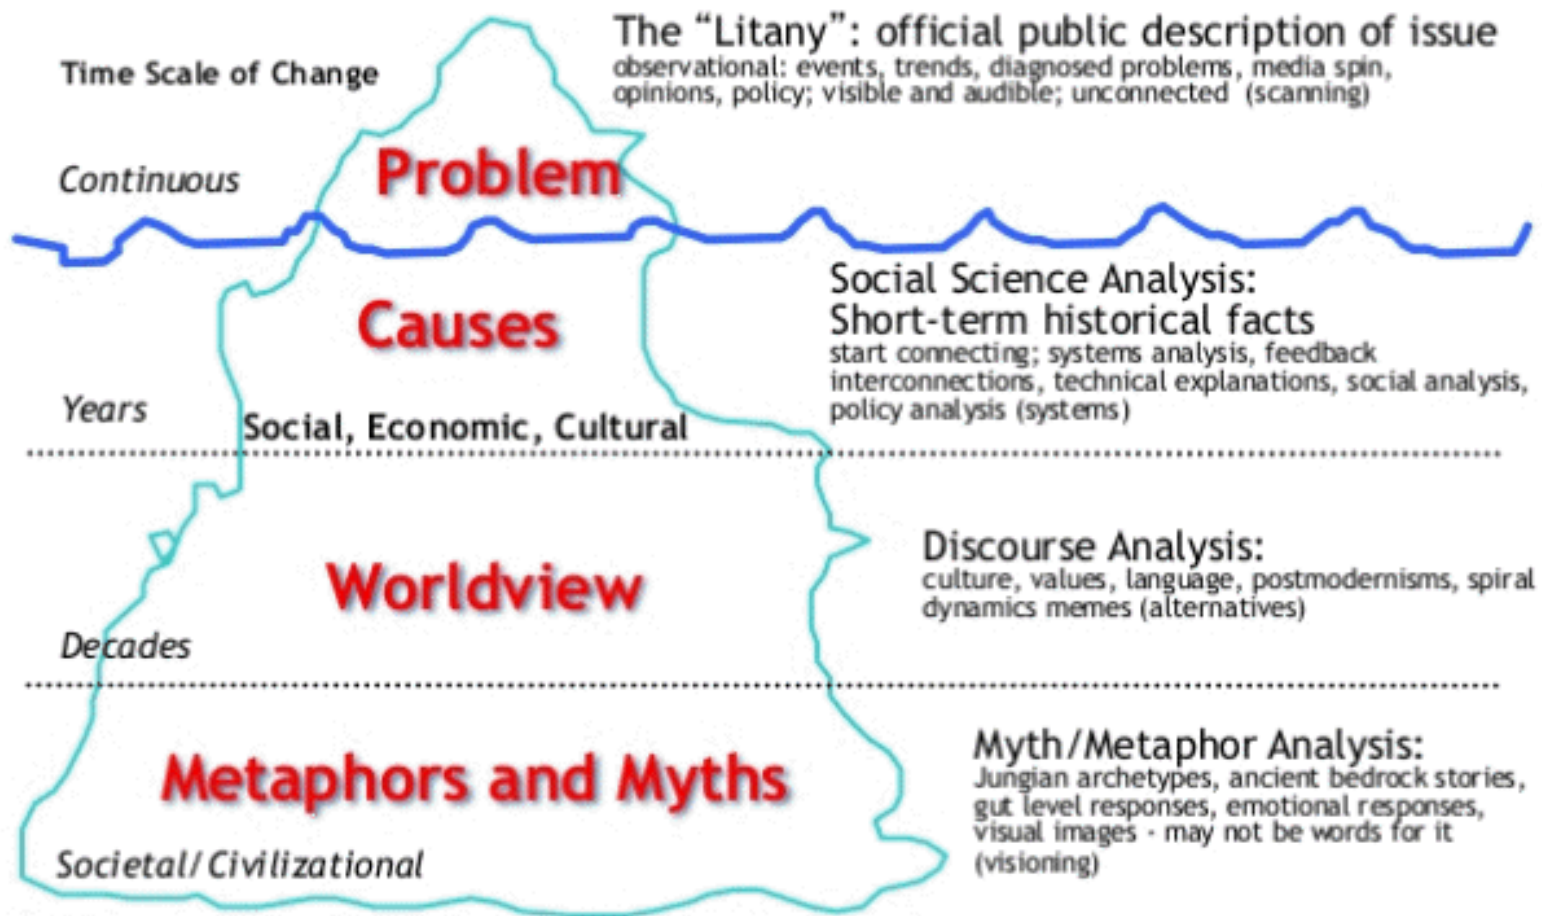 The “Litany”: official public description of issue
observational: events, trends, diagnosed problems, media spin,
opinions, policy; visible and audible; unconnected (scanning)
Time Scale of Change
Problem
Continuous
Social Science Analysis:
Short-term historical facts
start connecting; systems analysis, feedback
interconnections, technical explanations, social analysis,
policy analysis (systems)
Causes
Years
Social, Economic, Cultural
Discourse Analysis:
culture, values, language, postmodernisms, spiral
dynamics memes (alternatives)
Worldview
Decades
Myth/Metaphor Analysis:
Jungian archetypes, ancient bedrock stories,
gut level responses, emotional responses,
visual images - may not be words for it
(visioning)
Metaphors and Myths
Societal/Civilizational